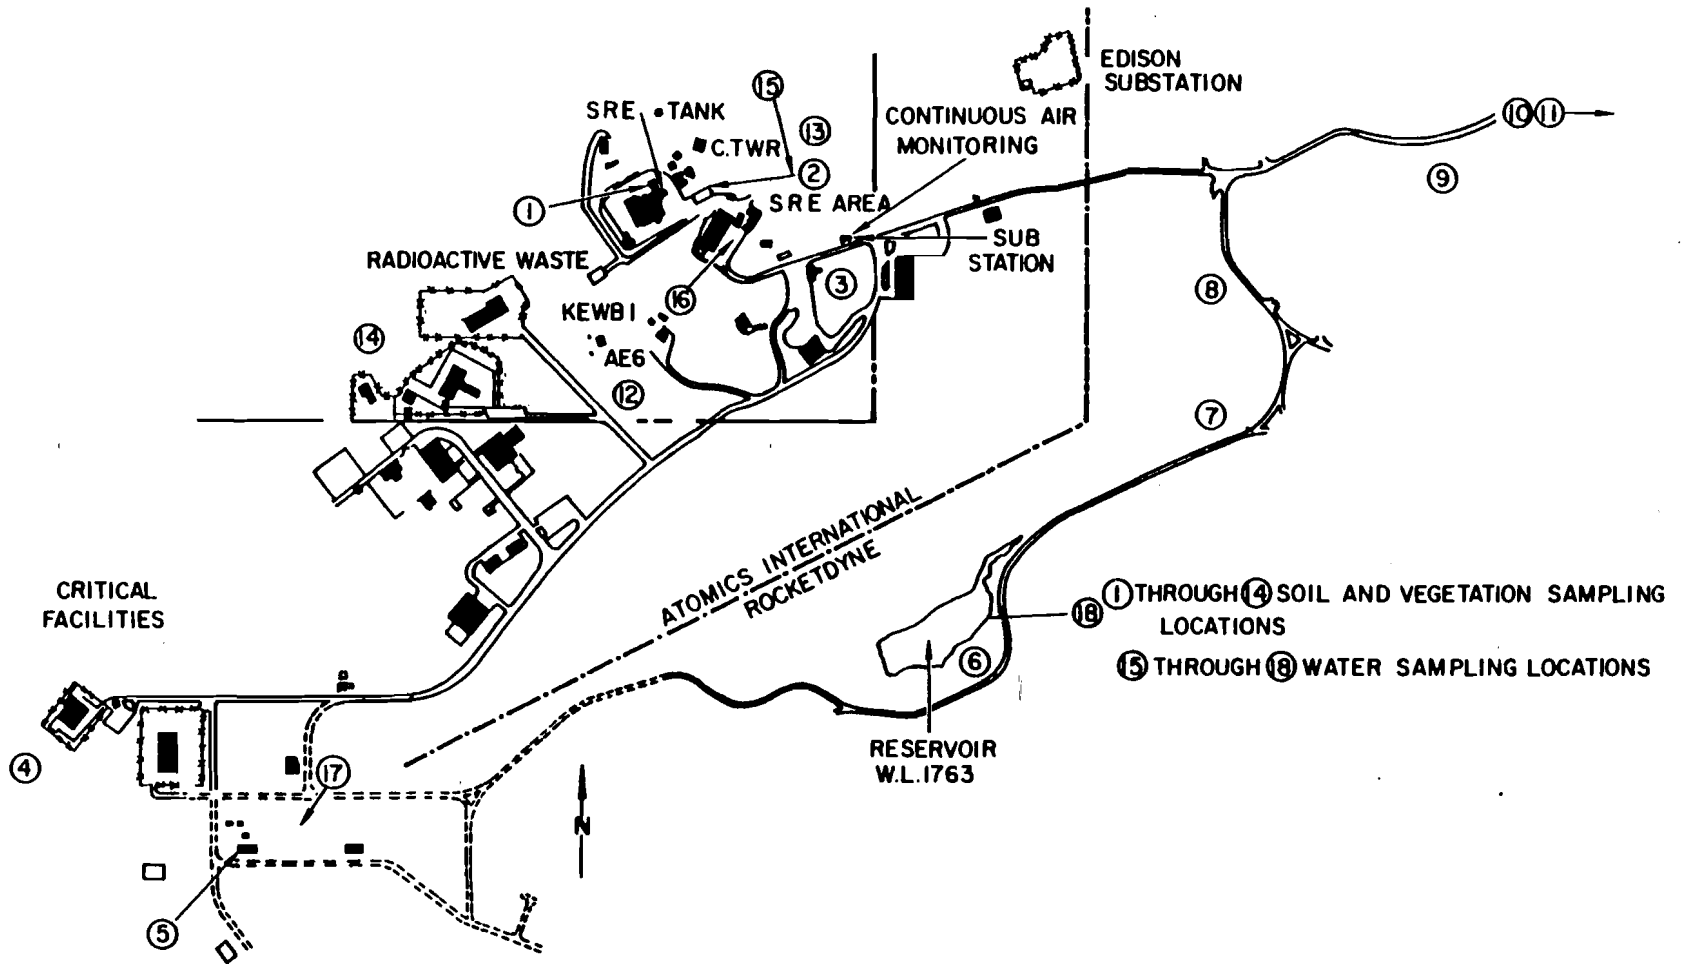 EDISON
SUBSTATION
15
SRE
TANK
CONTINUOUS AIR
MONITORING
10 11
13
C.TWR
2
9
1
SRE AREA
SUB
STATION
RADIOACTIVE WASTE
3
8
16
KEWB 1
14
AE6
12
7
ATOMICS INTERNATIONAL
ROCKETDYNE
CRITICAL
FACILITIES
1 THROUGH 14 SOIL AND VEGETATION SAMPLING
LOCATIONS
18
15 THROUGH 18 WATER SAMPLING LOCATIONS
6
RESERVOIR
W.L.1763
4
17
N
5